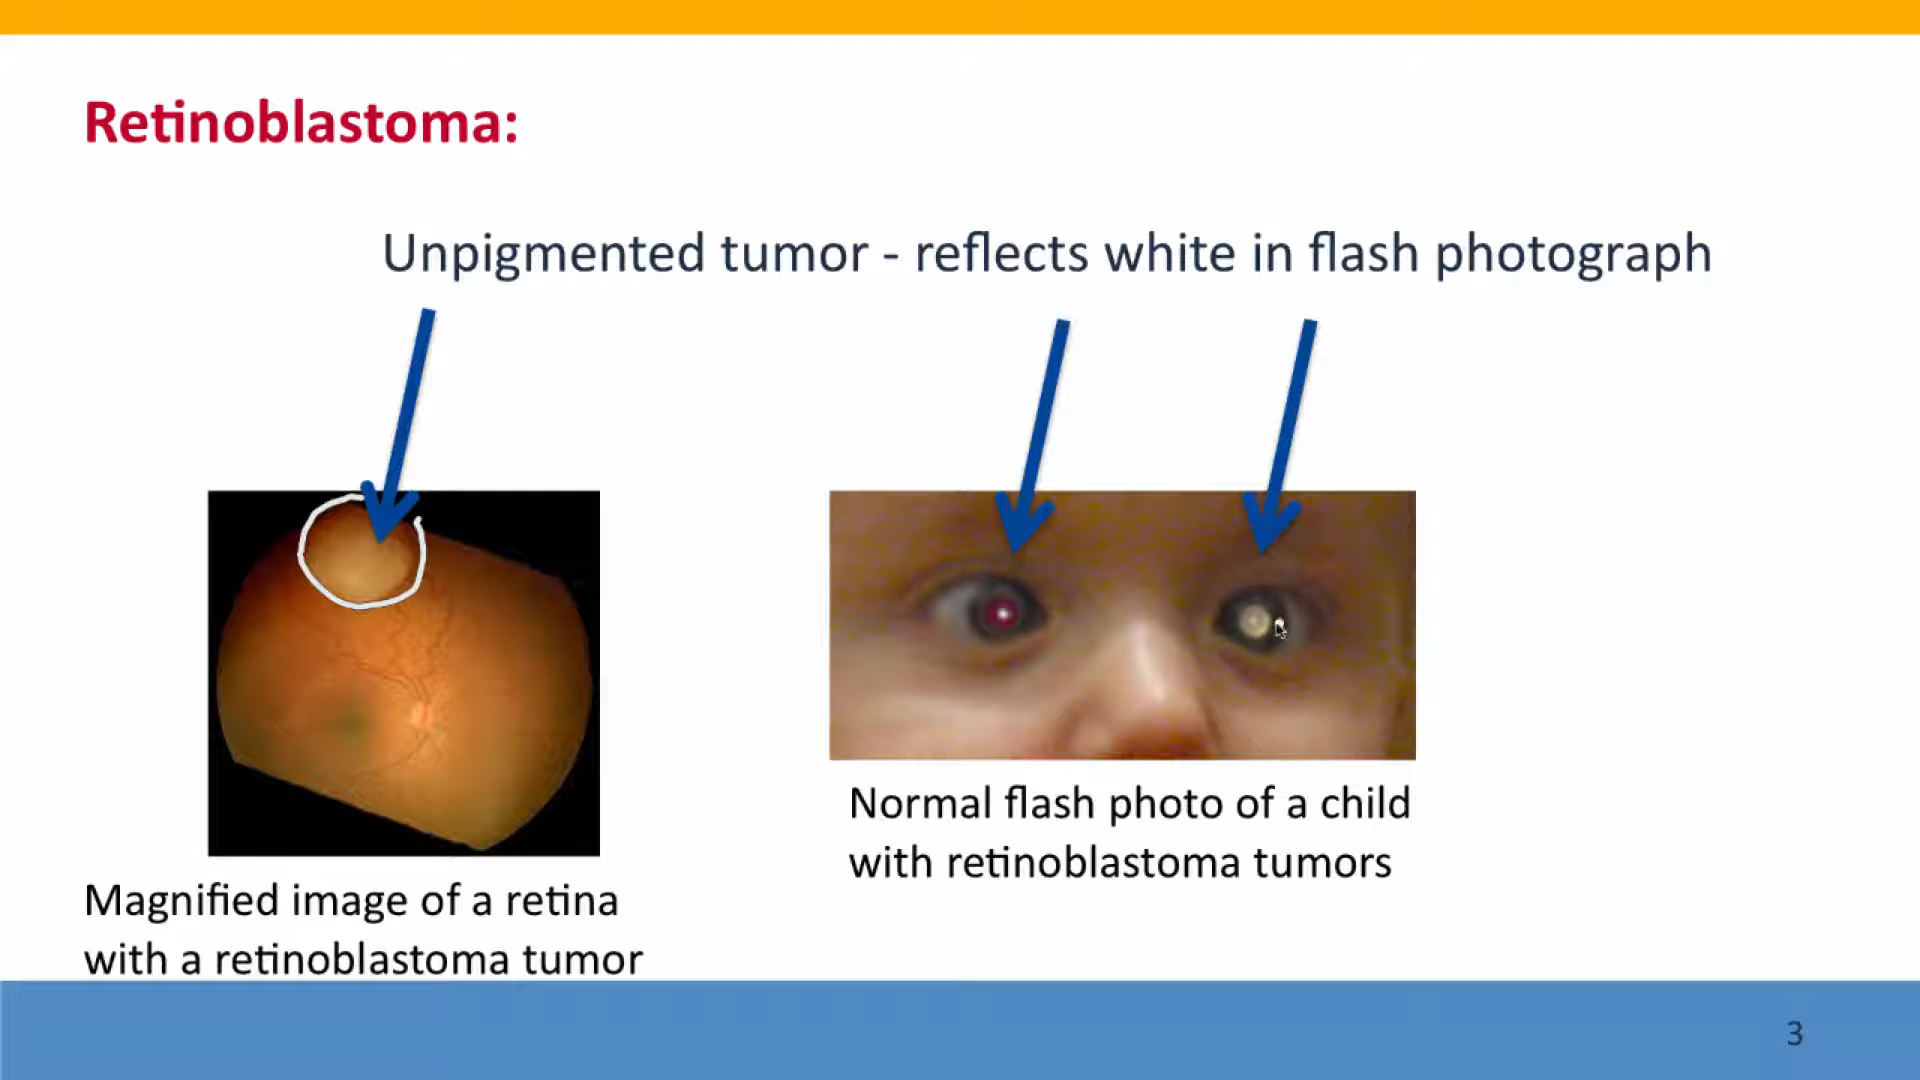 Retinoblastoma:
Unpigmented tumor - reflects white in flash photograph
Normal flash photo of a child
with retinoblastoma tumors
Magnified image of a retina
with a retinoblastoma tumor
3